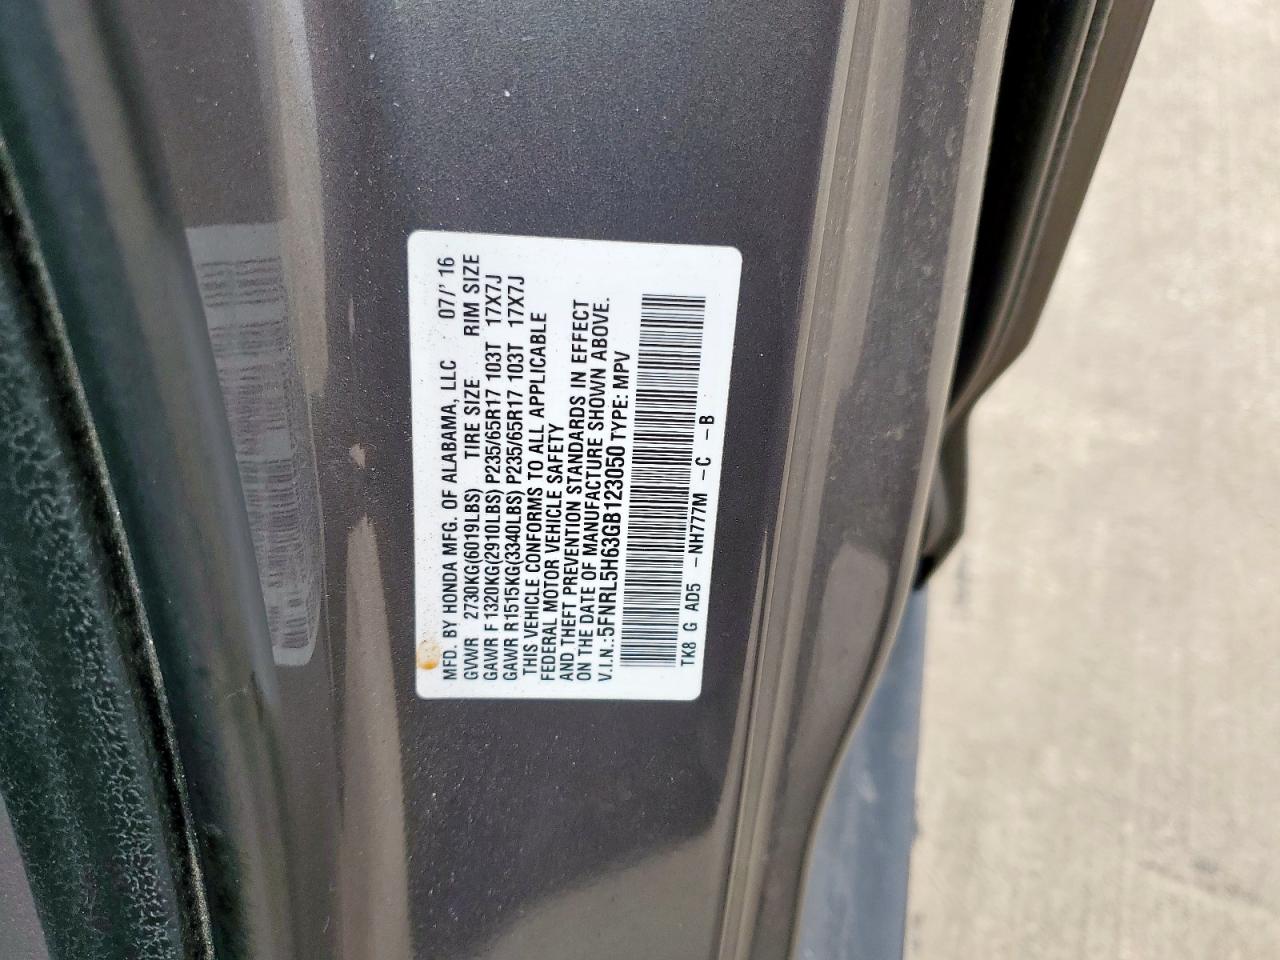 MFD. BY HONDA MFG. OF ALABAMA, LLC 07/'16
GVWR 2730KG(6019LBS) TIRE SIZE RIM SIZE
GAWR F 1320KG(2910LBS) P235/65R17 103T 17X7J
GAWR R1515KG(3340LBS) P235/65R17 103T 17X7J
THIS VEHICLE CONFORMS TO ALL APPLICABLE
FEDERAL MOTOR VEHICLE SAFETY
AND THEFT PREVENTION STANDARDS IN EFFECT
ON THE DATE OF MANUFACTURE SHOWN ABOVE.
V.I.N.:5FNRL5H63GB123050 TYPE: MPV
TK8 G AD5 -NH777M -C -B